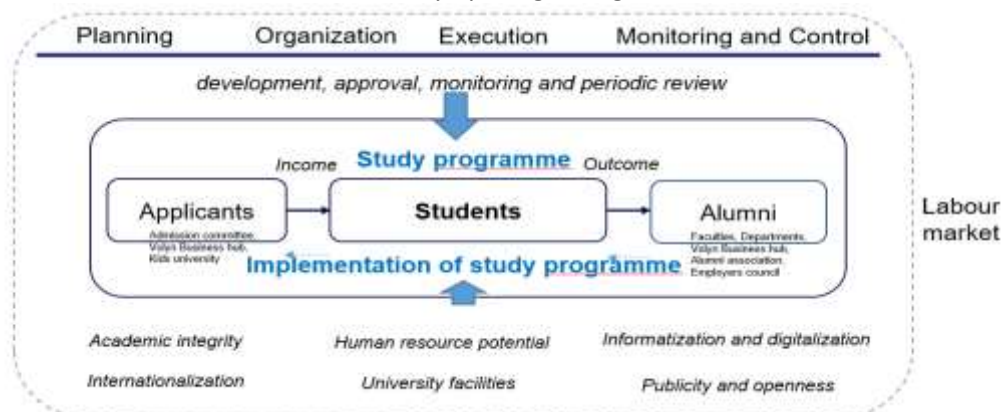 Planning Organization Execution Monitoring and Control
development, approval, monitoring and periodic review
Income Study programme Outcome
Applicants
Admission committee,
Volyn Business hub,
Kids university
Students
Alumni
Faculties, Departments,
Volyn Business hub,
Alumni association,
Employers council
Implementation of study programme
Labour
market
Academic integrity Human resource potential Informatization and digitalization
Internationalization University facilities Publicity and openness